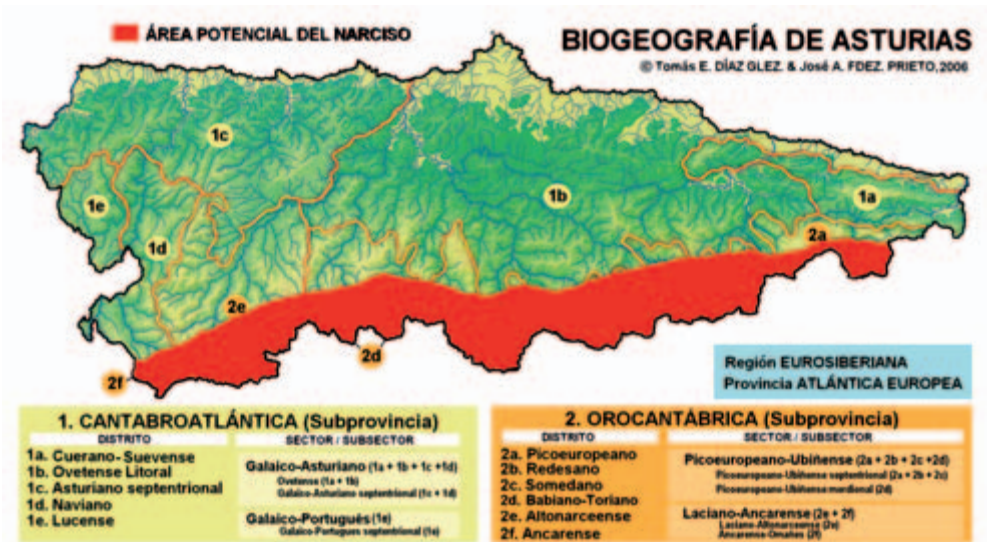 ÁREA POTENCIAL DEL NARCISO
BIOGEOGRAFÍA DE ASTURIAS
© Tomás E. DÍAZ GLEZ. & José A. FDEZ. PRIETO, 2006
1c
1b
1a
1e
1d
2a
2e
2d
2f
Región EUROSIBERIANA
Provincia ATLÁNTICA EUROPEA
1. CANTABROATLÁNTICA (Subprovincia)
DISTRITO
SECTOR / SUBSECTOR
1a. Cuerano-Suevense
1b. Ovetense Litoral
1c. Asturiano septentrional
1d. Naviano
1e. Lucense
Galaico-Asturiano (1a + 1b + 1c +1d)
Ovetense (1a + 1b)
Galaico-Asturiano septentrional (1c + 1d)
Galaico-Portugués (1e)
Galaico-Portugues septentrional (1e)
2. OROCANTÁBRICA (Subprovincia)
DISTRITO
SECTOR / SUBSECTOR
2a. Picoeuropeano
2b. Redesano
2c. Somedano
2d. Babiano-Toriano
2e. Altonarceense
2f. Ancarense
Picoeuropeano-Ubiñense (2a + 2b + 2c +2d)
Picoeuropeano-Ubiñense septentrional (2a + 2b + 2c)
Picoeuropeano-Ubiñense meridional (2d)
Laciano-Ancarense (2e + 2f)
Laciano-Altonarceense (2e)
Ancarense-Omañes (2f)